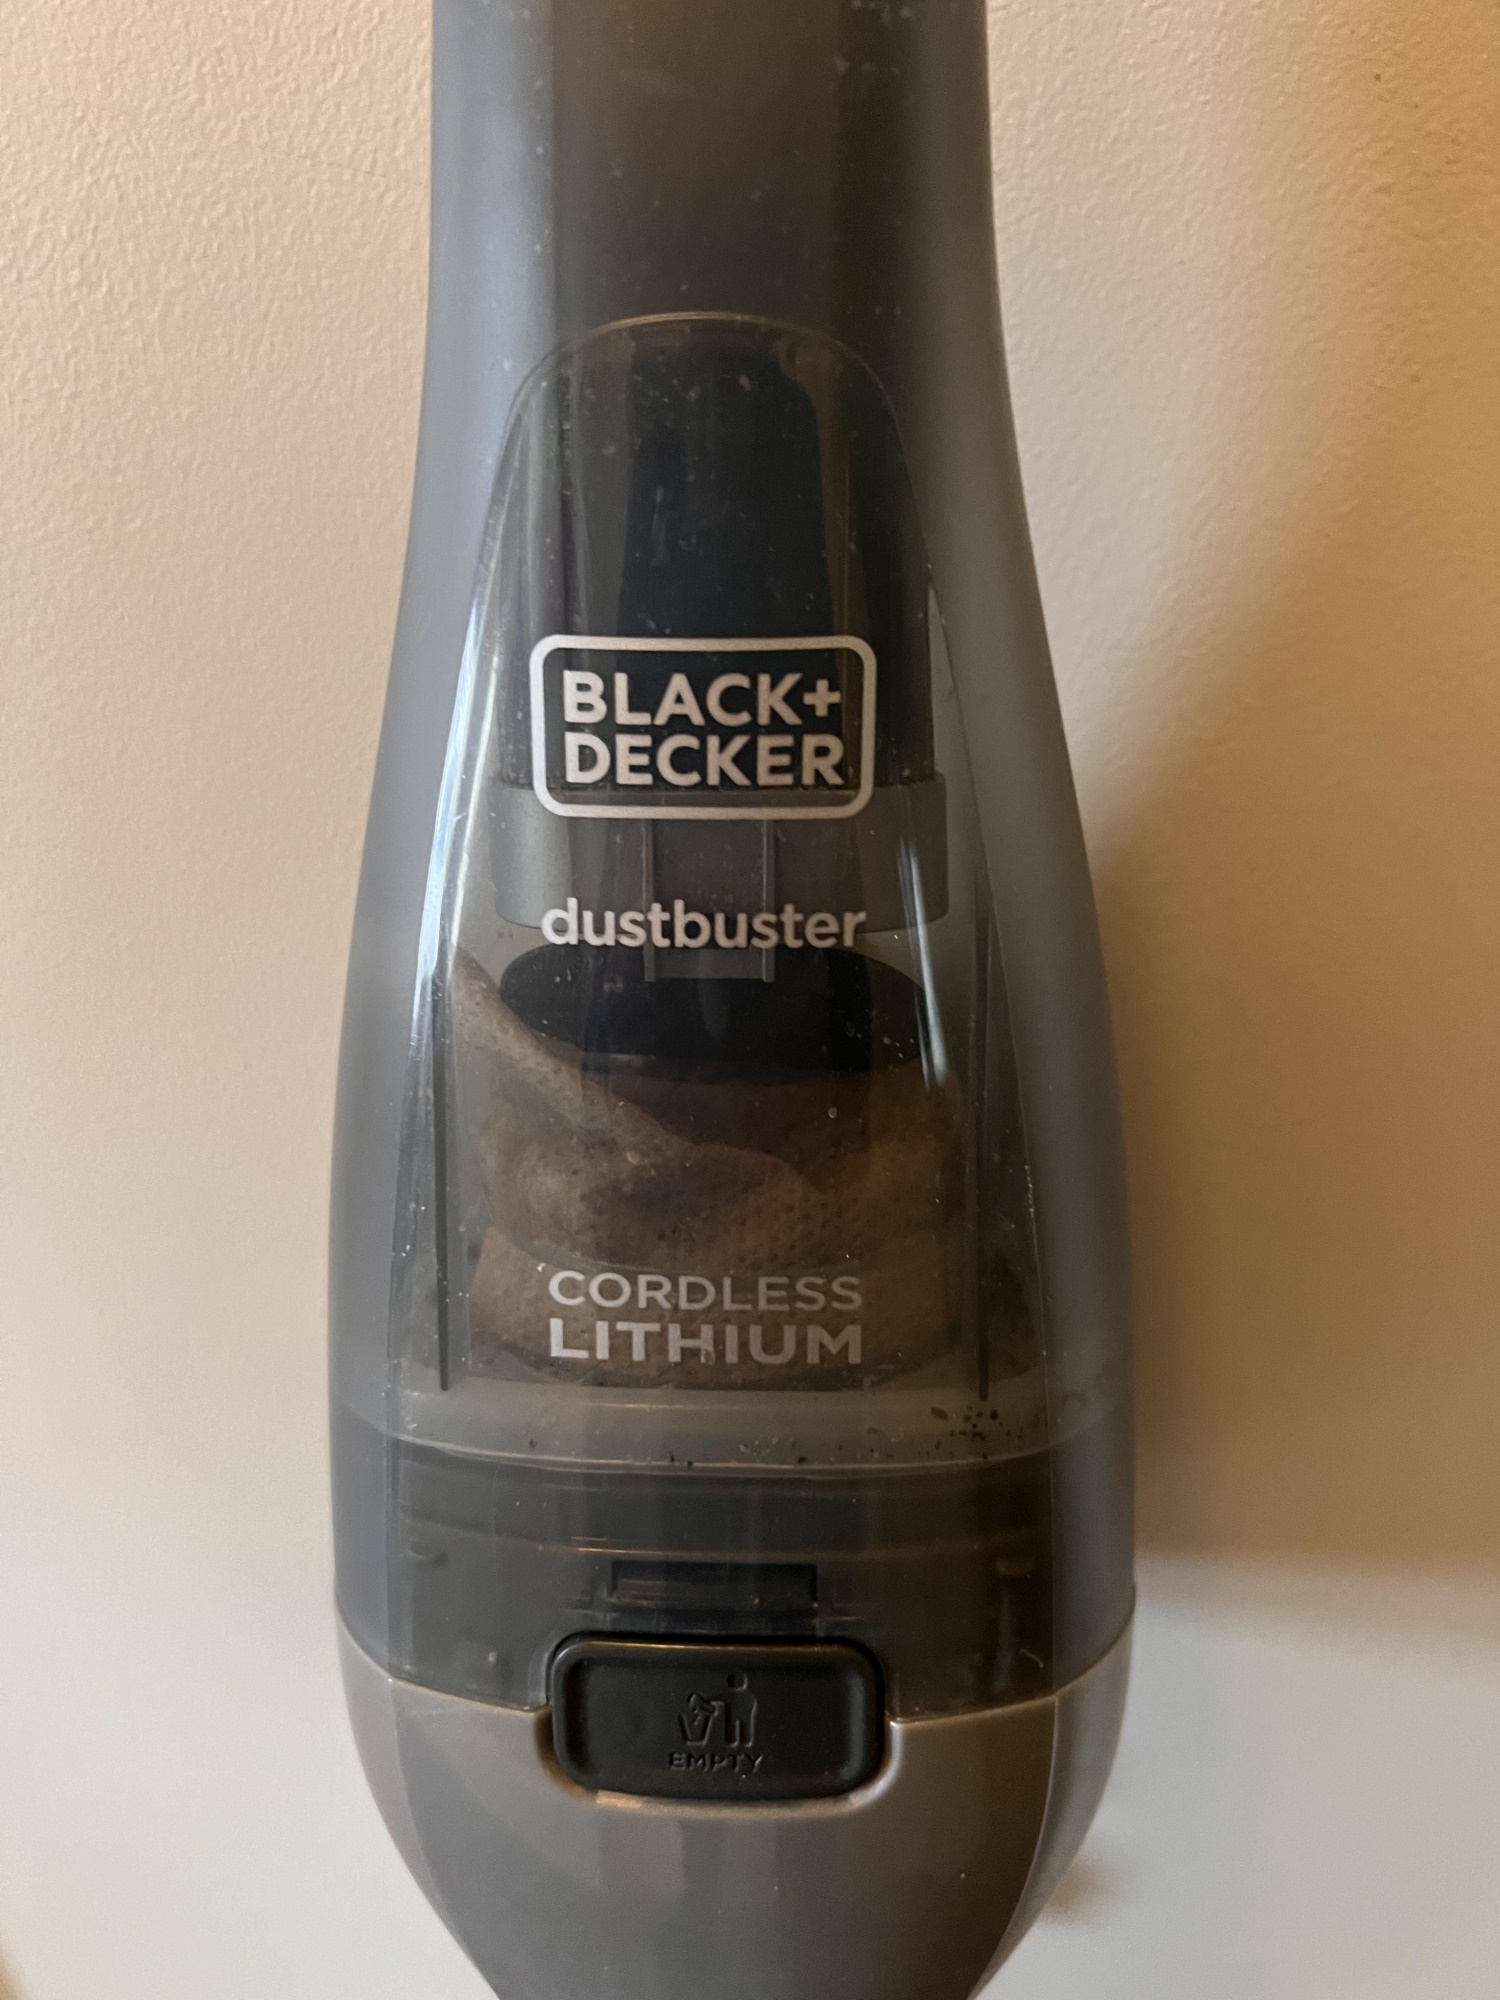 BLACK+
DECKER
dustbuster
CORDLESS
LITHIUM
EMPTY